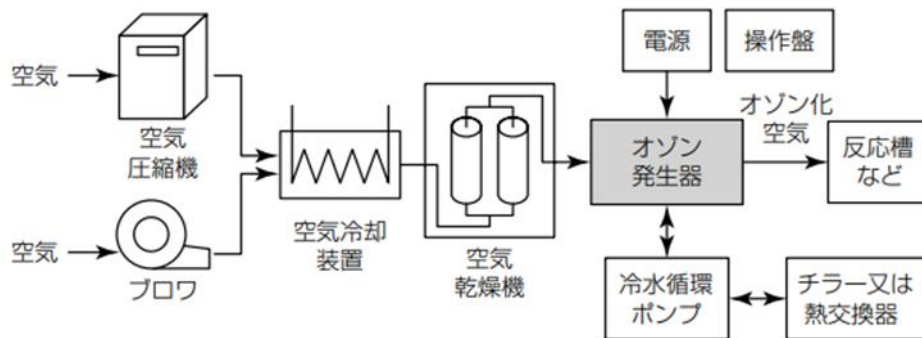 空気
空気
圧縮機
空気
ブロワ
空気冷却
装置
空気
乾燥機
電源
操作盤
オゾン
発生器
オゾン化
空気
反応槽
など
冷水循環
ポンプ
チラー又は
熱交換器